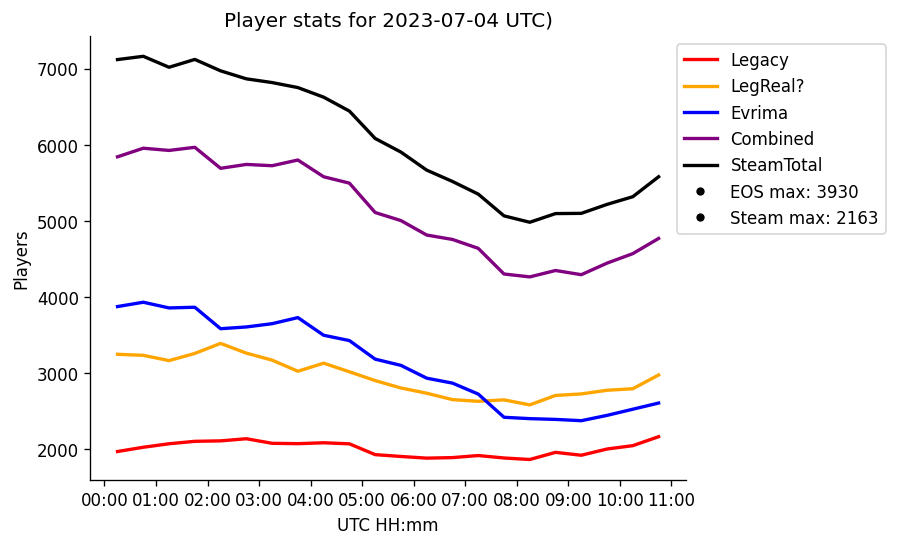 Player stats for 2023-07-04 UTC)
Legacy
LegReal?
Evrima
Combined
SteamTotal
EOS max: 3930
Steam max: 2163
Players
7000
6000
5000
4000
3000
2000
00:00 01:00 02:00 03:00 04:00 05:00 06:00 07:00 08:00 09:00 10:00 11:00
UTC HH:mm